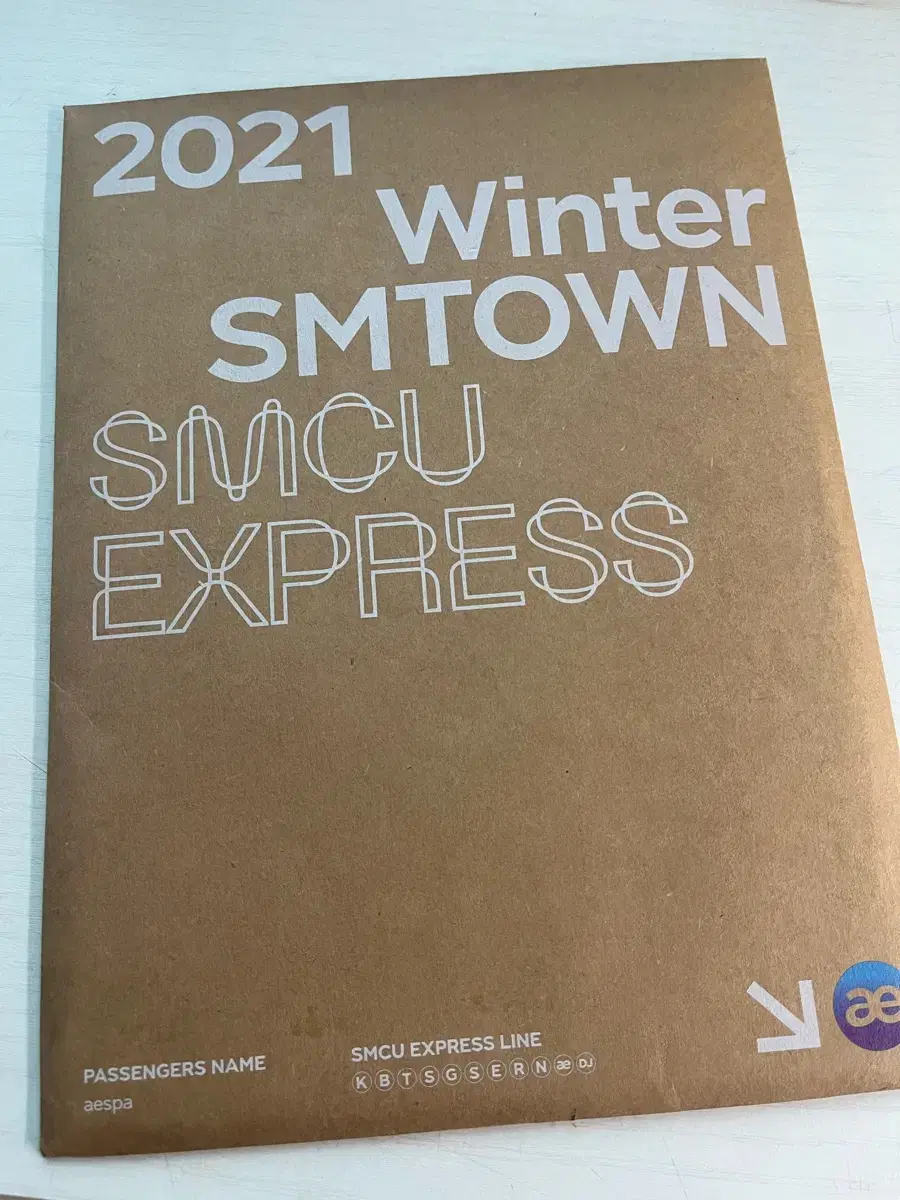 2021
Winter
SMTOWN
SMCU
EXPRESS
PASSENGERS NAME
aespa
SMCU EXPRESS LINE
K B T S G S E R N æ DJ
æ